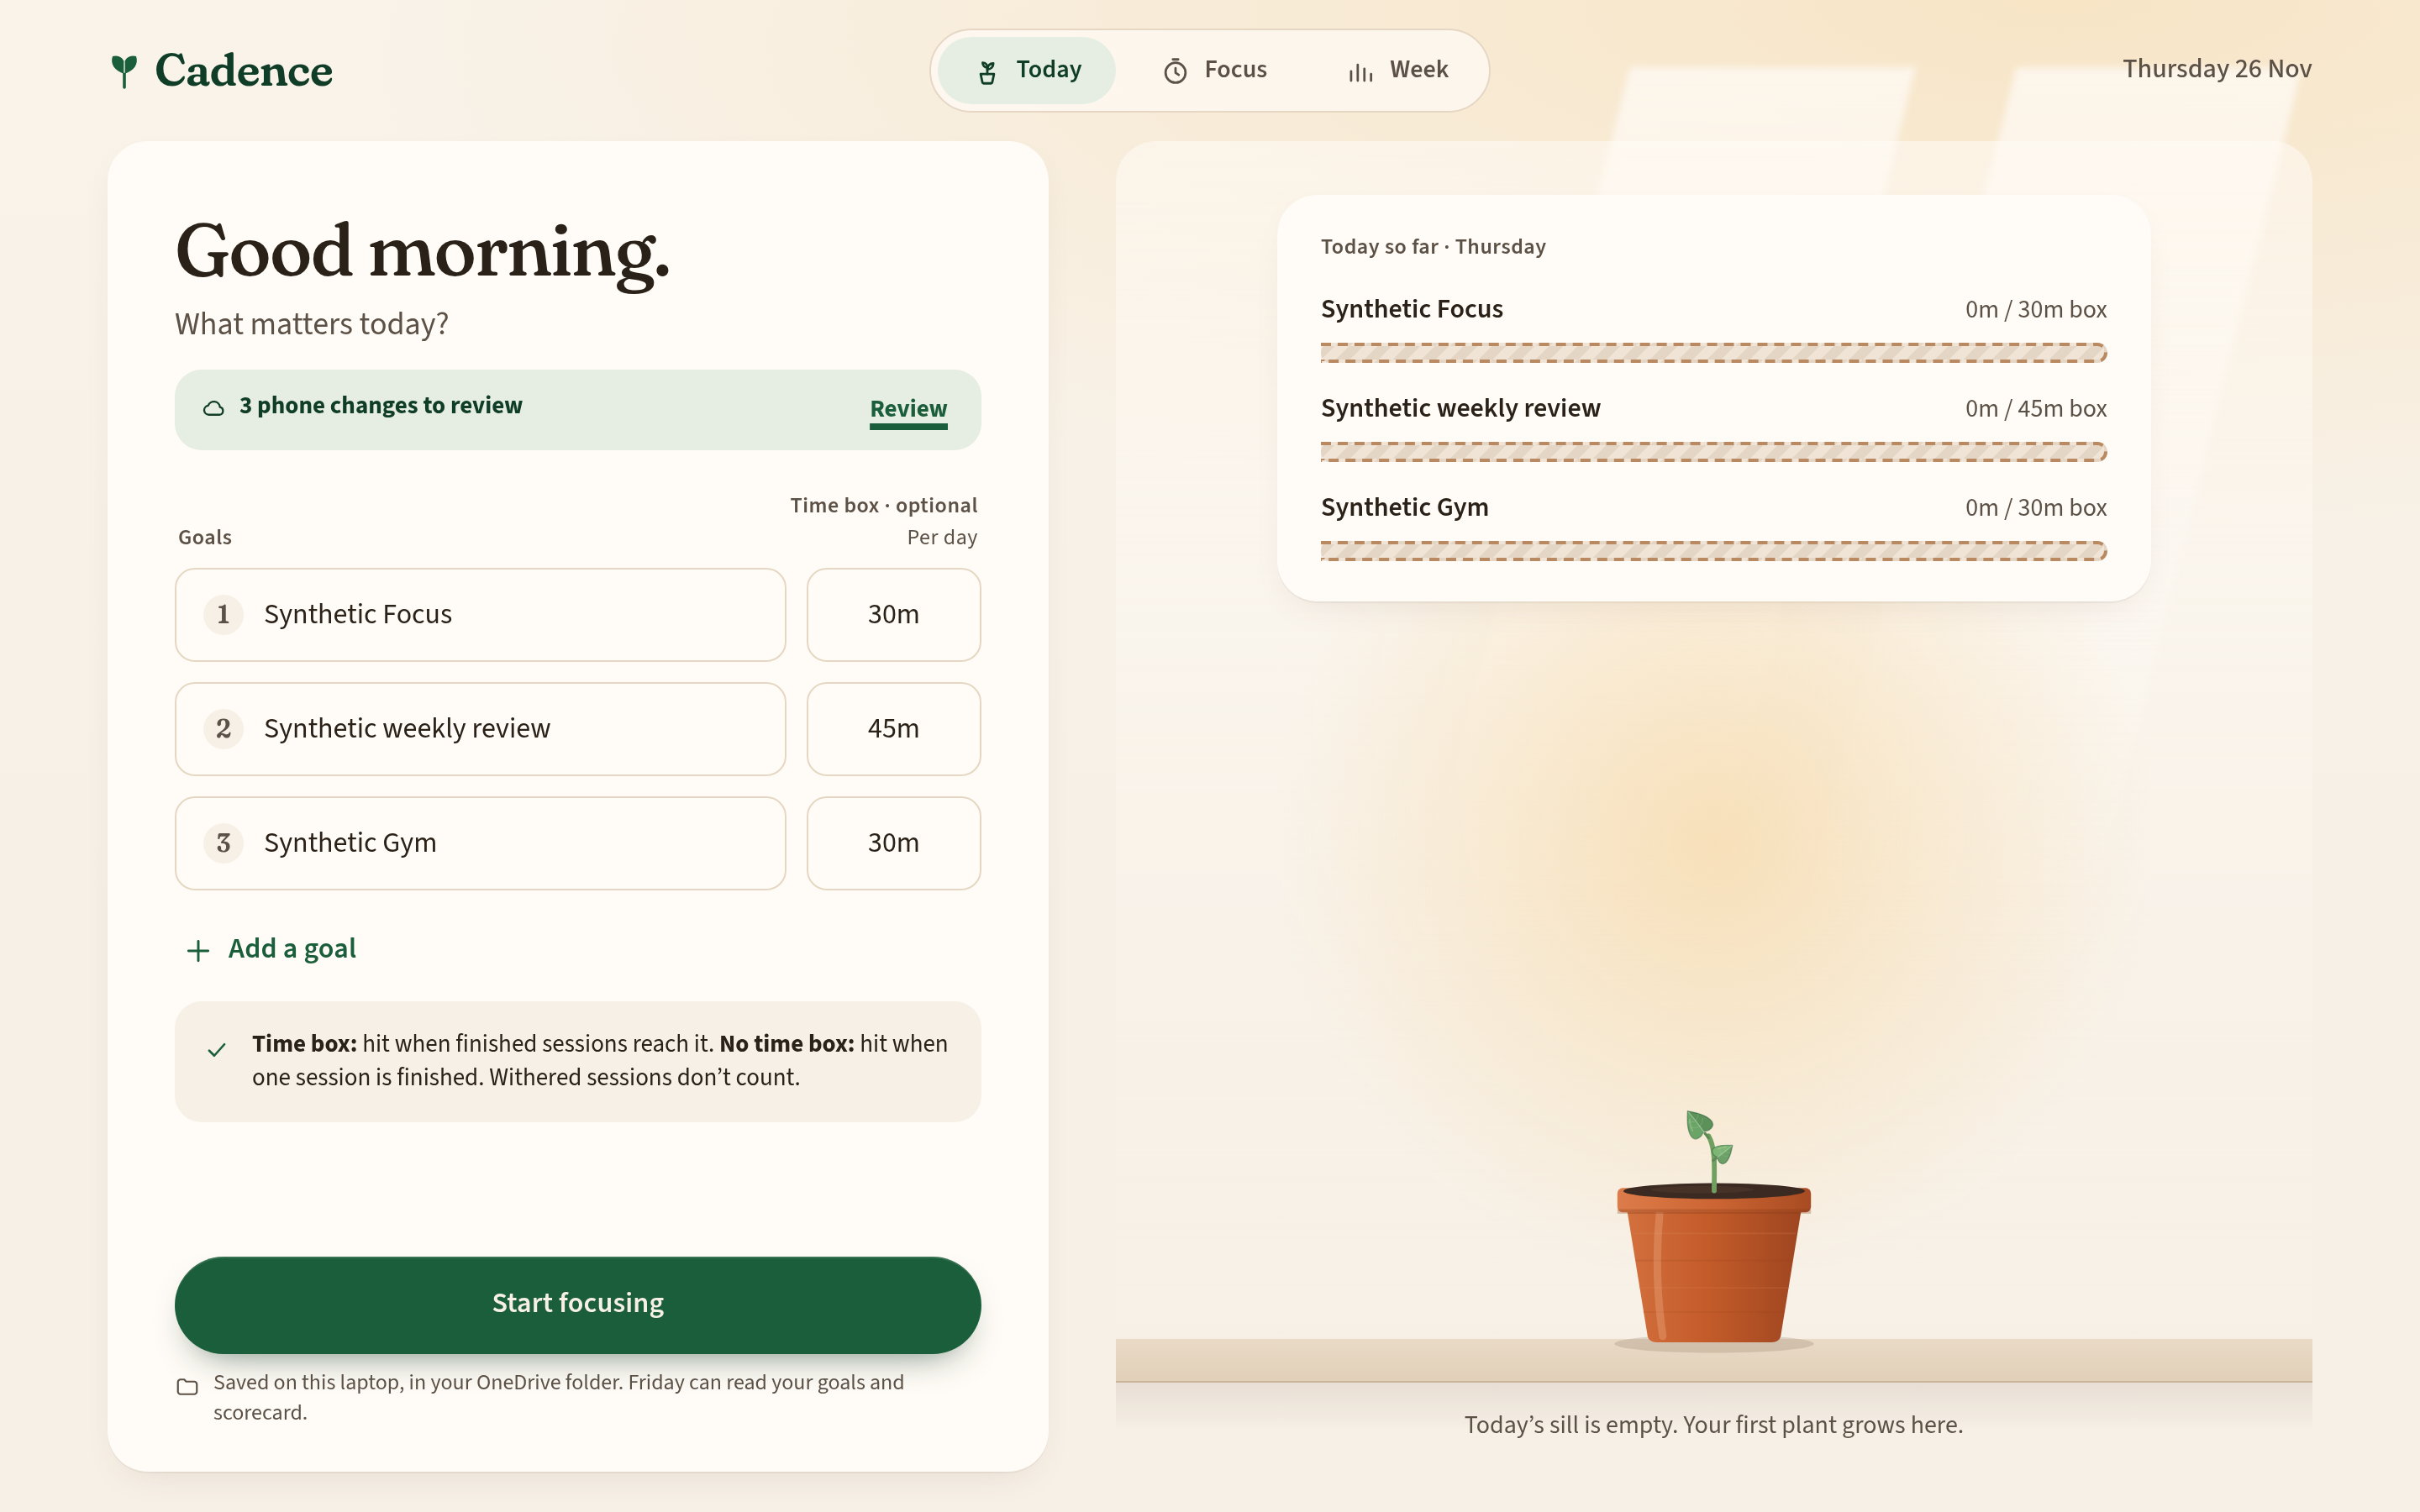 Cadence
Today
Focus
Week
Thursday 26 Nov
Good morning.
What matters today?
3 phone changes to review
Review
Time box · optional
Goals
Per day
1 Synthetic Focus 30m
2 Synthetic weekly review 45m
3 Synthetic Gym 30m
Add a goal
Time box: hit when finished sessions reach it. No time box: hit when
one session is finished. Withered sessions don’t count.
Start focusing
Saved on this laptop, in your OneDrive folder. Friday can read your goals and
scorecard.
Today so far · Thursday
Synthetic Focus 0m / 30m box
Synthetic weekly review 0m / 45m box
Synthetic Gym 0m / 30m box
Today’s sill is empty. Your first plant grows here.